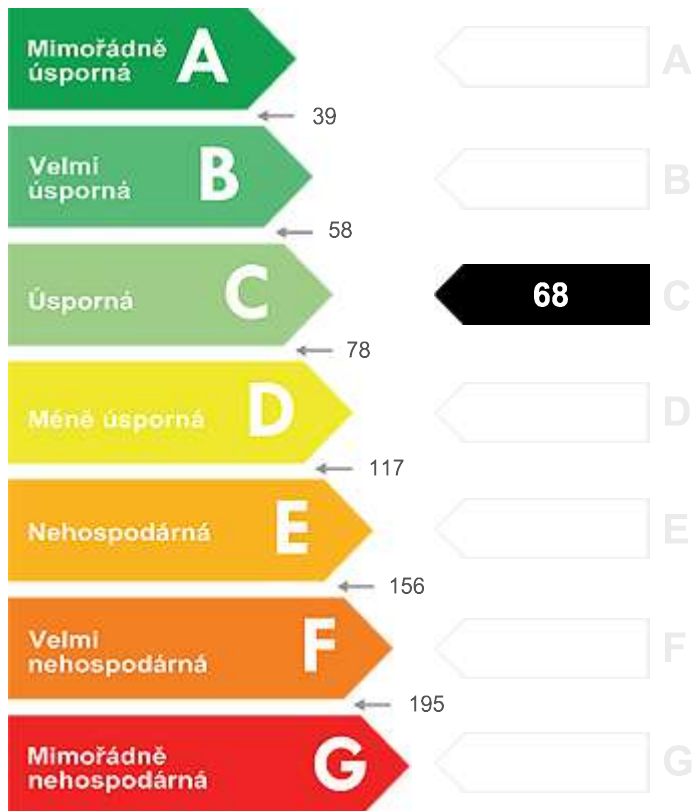 Mimořádně
úsporná
A
A
39
Velmi
úsporná
B
B
58
Úsporná
C
68
C
78
Méně úsporná
D
D
117
Nehospodárná
E
E
156
Velmi
nehospodárná
F
F
195
Mimořádně
nehospodárná
G
G